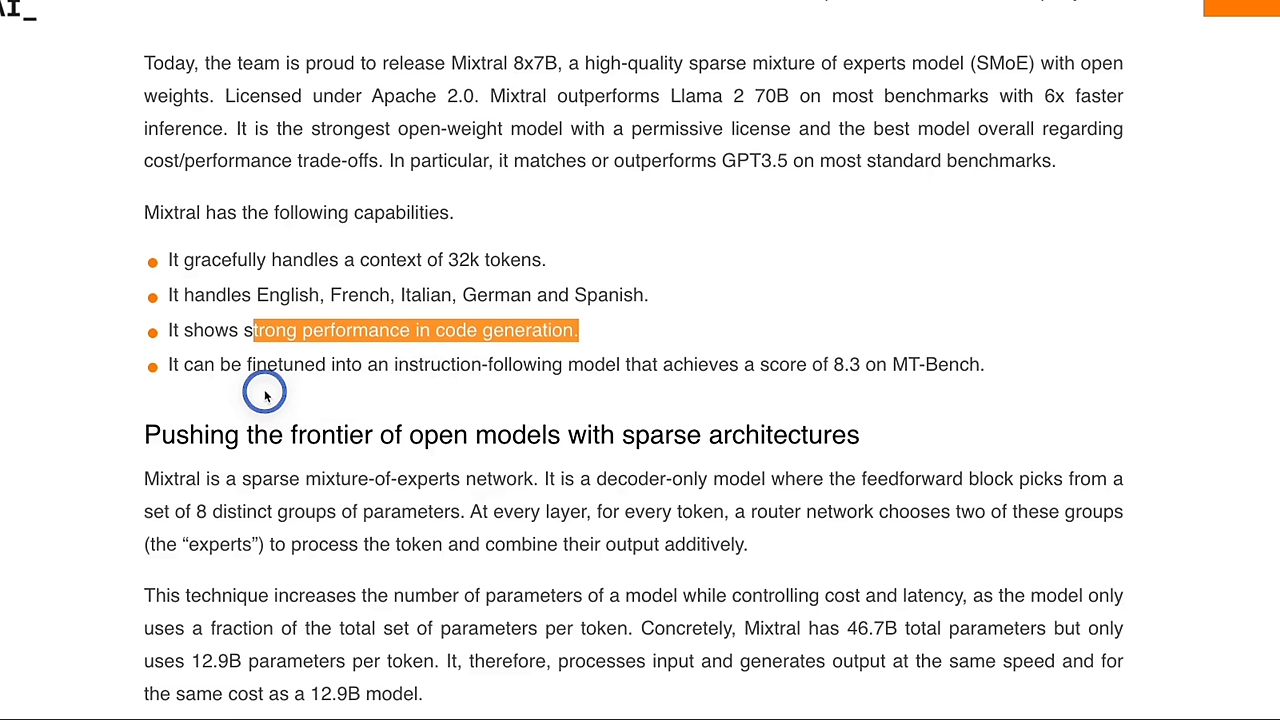 AI_
Today, the team is proud to release Mixtral 8x7B, a high-quality sparse mixture of experts model (SMoE) with open
weights. Licensed under Apache 2.0. Mixtral outperforms Llama 2 70B on most benchmarks with 6x faster
inference. It is the strongest open-weight model with a permissive license and the best model overall regarding
cost/performance trade-offs. In particular, it matches or outperforms GPT3.5 on most standard benchmarks.
Mixtral has the following capabilities.
It gracefully handles a context of 32k tokens.
It handles English, French, Italian, German and Spanish.
It shows strong performance in code generation.
It can be finetuned into an instruction-following model that achieves a score of 8.3 on MT-Bench.
Pushing the frontier of open models with sparse architectures
Mixtral is a sparse mixture-of-experts network. It is a decoder-only model where the feedforward block picks from a
set of 8 distinct groups of parameters. At every layer, for every token, a router network chooses two of these groups
(the “experts”) to process the token and combine their output additively.
This technique increases the number of parameters of a model while controlling cost and latency, as the model only
uses a fraction of the total set of parameters per token. Concretely, Mixtral has 46.7B total parameters but only
uses 12.9B parameters per token. It, therefore, processes input and generates output at the same speed and for
the same cost as a 12.9B model.